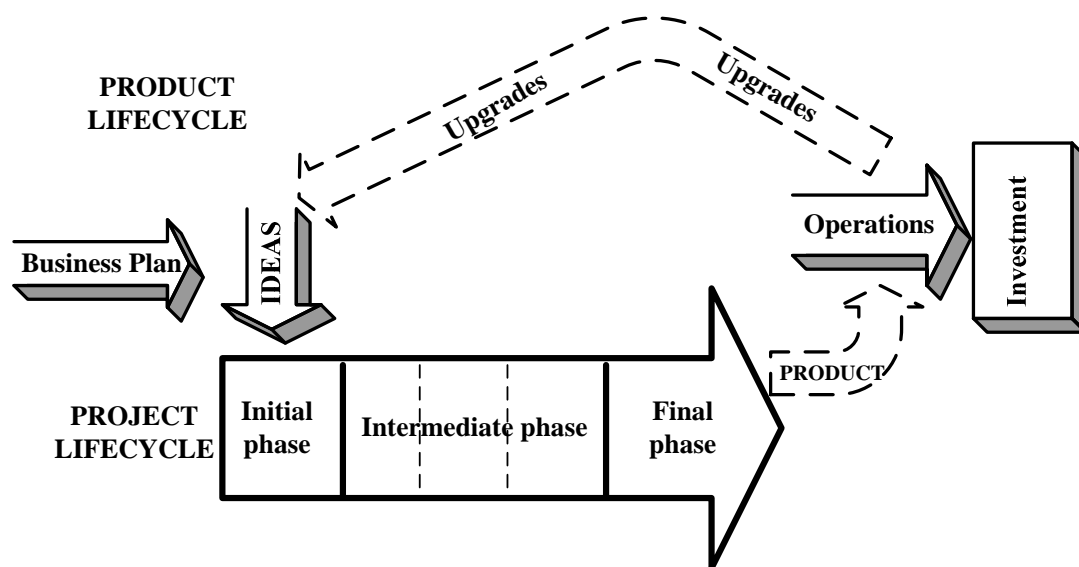 PRODUCT
LIFECYCLE
Upgrades
Upgrades
Business Plan
IDEAS
Operations
Investment
PRODUCT
PROJECT
LIFECYCLE
Initial
phase
Intermediate phase
Final
phase